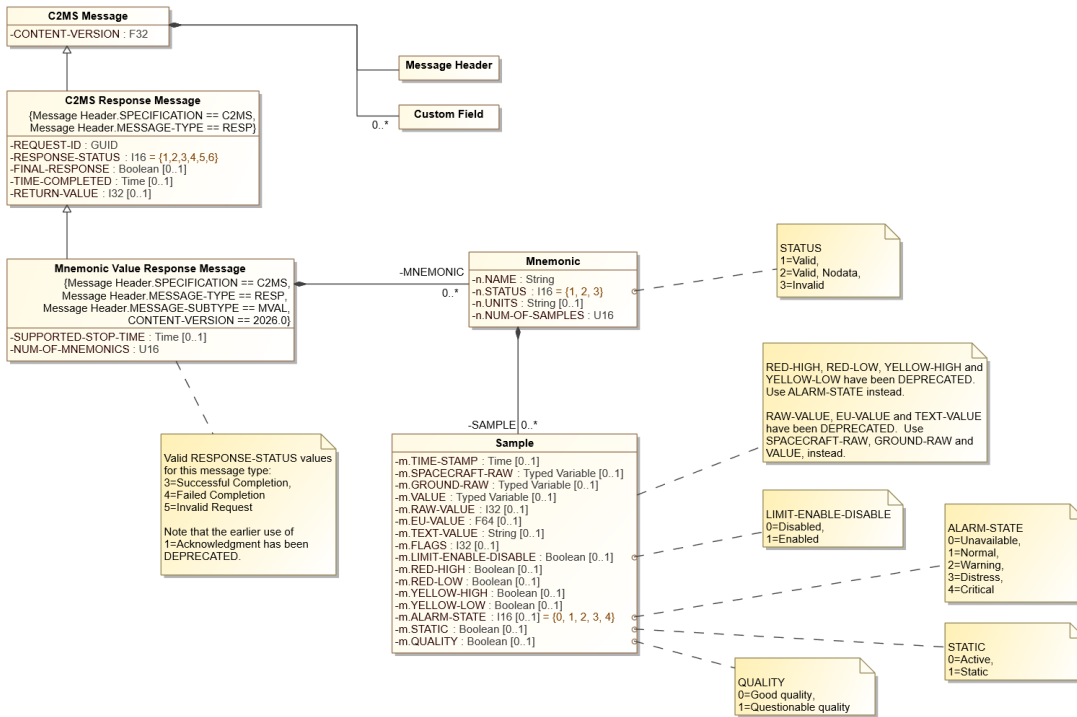 C2MS Message
-CONTENT-VERSION : F32
Message Header
Custom Field
0..*
C2MS Response Message
{Message Header.SPECIFICATION == C2MS,
Message Header.MESSAGE-TYPE == RESP}
-REQUEST-ID : GUID
-RESPONSE-STATUS : I16 = {1,2,3,4,5,6}
-FINAL-RESPONSE : Boolean [0..1]
-TIME-COMPLETED : Time [0..1]
-RETURN-VALUE : I32 [0..1]
Mnemonic Value Response Message
{Message Header.SPECIFICATION == C2MS,
Message Header.MESSAGE-TYPE == RESP,
Message Header.MESSAGE-SUBTYPE == MVAL,
CONTENT-VERSION == 2026.0}
-SUPPORTED-STOP-TIME : Time [0..1]
-NUM-OF-MNEMONICS : U16
-MNEMONIC
0..*
Mnemonic
-n.NAME : String
-n.STATUS : I16 = {1, 2, 3}
-n.UNITS : String [0..1]
-n.NUM-OF-SAMPLES : U16
STATUS
1=Valid,
2=Valid, Nodata,
3=Invalid
Valid RESPONSE-STATUS values
for this message type:
3=Successful Completion,
4=Failed Completion
5=Invalid Request
Note that the earlier use of
1=Acknowledgment has been
DEPRECATED.
-SAMPLE 0..*
Sample
-m.TIME-STAMP : Time [0..1]
-m.SPACECRAFT-RAW : Typed Variable [0..1]
-m.GROUND-RAW : Typed Variable [0..1]
-m.VALUE : Typed Variable [0..1]
-m.RAW-VALUE : I32 [0..1]
-m.EU-VALUE : F64 [0..1]
-m.TEXT-VALUE : String [0..1]
-m.FLAGS : I32 [0..1]
-m.LIMIT-ENABLE-DISABLE : Boolean [0..1]
-m.RED-HIGH : Boolean [0..1]
-m.RED-LOW : Boolean [0..1]
-m.YELLOW-HIGH : Boolean [0..1]
-m.YELLOW-LOW : Boolean [0..1]
-m.ALARM-STATE : I16 [0..1] = {0, 1, 2, 3, 4}
-m.STATIC : Boolean [0..1]
-m.QUALITY : Boolean [0..1]
RED-HIGH, RED-LOW, YELLOW-HIGH and
YELLOW-LOW have been DEPRECATED.
Use ALARM-STATE instead.
RAW-VALUE, EU-VALUE and TEXT-VALUE
have been DEPRECATED. Use
SPACECRAFT-RAW, GROUND-RAW and
VALUE, instead.
LIMIT-ENABLE-DISABLE
0=Disabled,
1=Enabled
ALARM-STATE
0=Unavailable,
1=Normal,
2=Warning,
3=Distress,
4=Critical
STATIC
0=Active,
1=Static
QUALITY
0=Good quality,
1=Questionable quality